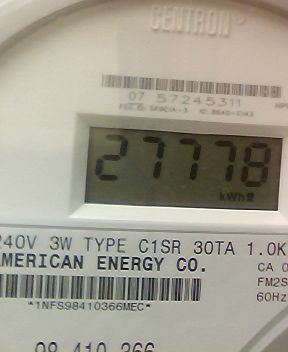 CENTRON®
07 57245311
27778
kWh
240V 3W TYPE C1SR 30TA 1.0K
AMERICAN ENERGY CO.
CA 0
FM2S
60Hz
*1NFS98410366MEC*
98 410 366